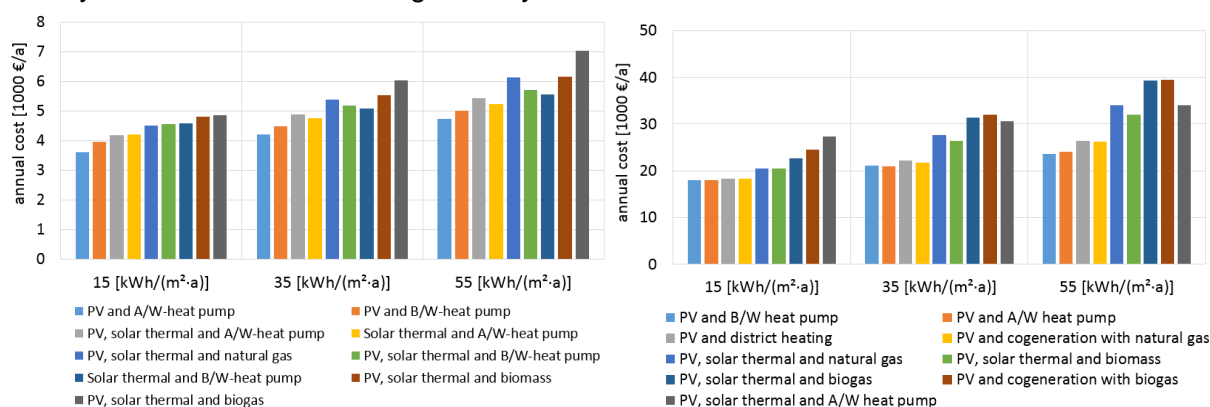 8
7
6
5
4
3
2
1
0
annual cost [1000 €/a]
15 [kWh/(m²·a)] 35 [kWh/(m²·a)] 55 [kWh/(m²·a)]
PV and A/W-heat pump PV and B/W-heat pump
PV, solar thermal and A/W-heat pump Solar thermal and A/W-heat pump
PV, solar thermal and natural gas PV, solar thermal and B/W-heat pump
Solar thermal and B/W-heat pump PV, solar thermal and biomass
PV, solar thermal and biogas
50
40
30
20
10
0
annual cost [1000 €/a]
15 [kWh/(m²·a)] 35 [kWh/(m²·a)] 55 [kWh/(m²·a)]
PV and B/W heat pump PV and A/W heat pump
PV and district heating PV and cogeneration with natural gas
PV, solar thermal and natural gas PV, solar thermal and biomass
PV, solar thermal and biogas PV and cogeneration with biogas
PV, solar thermal and A/W heat pump